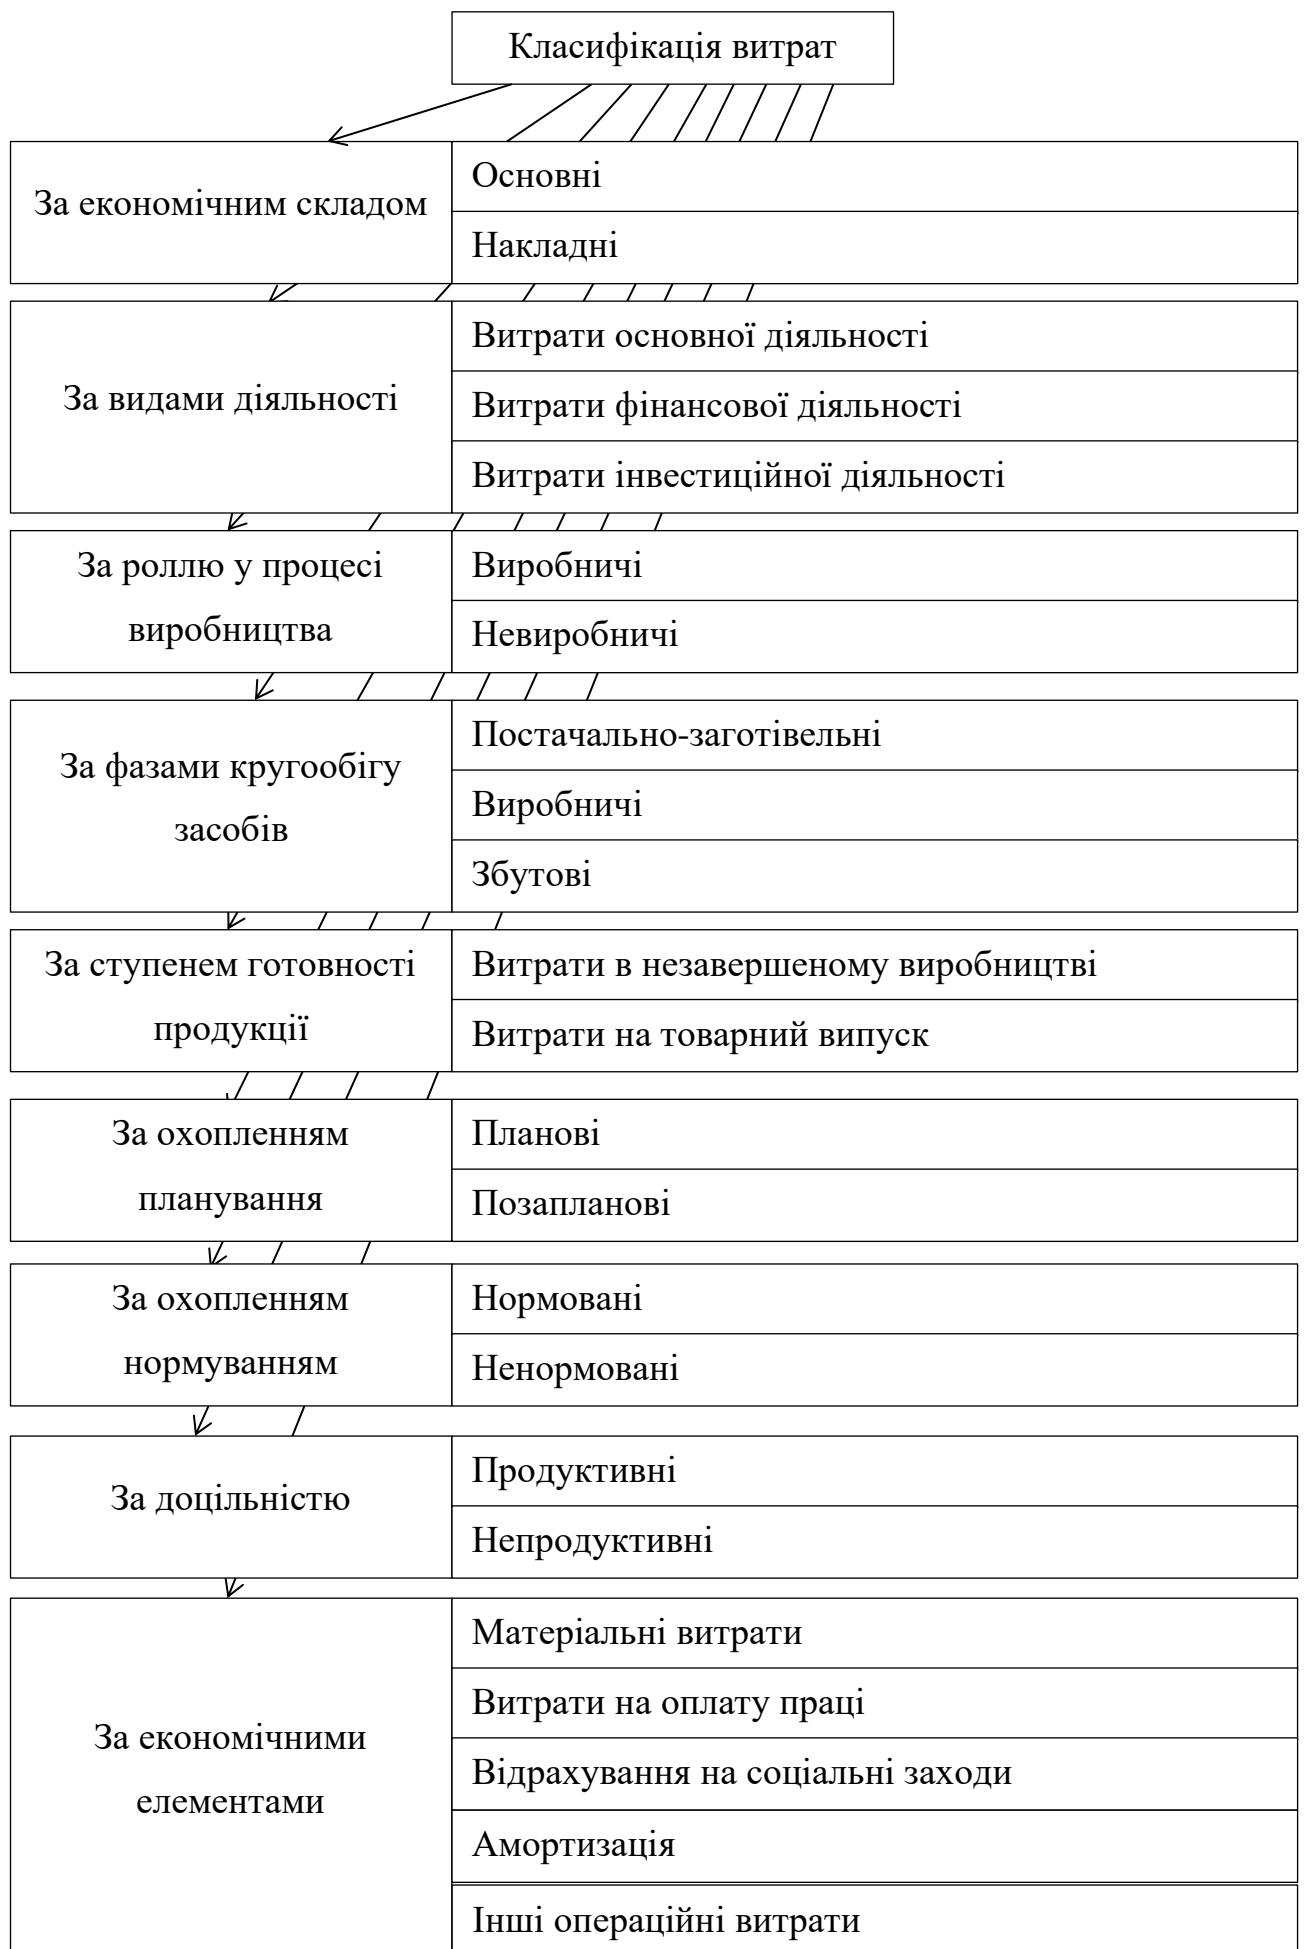 Класифікація витрат
За економічним складом
Основні
Накладні
За видами діяльності
Витрати основної діяльності
Витрати фінансової діяльності
Витрати інвестиційної діяльності
За роллю у процесі
виробництва
Виробничі
Невиробничі
За фазами кругообігу
засобів
Постачально-заготівельні
Виробничі
Збутові
За ступенем готовності
продукції
Витрати в незавершеному виробництві
Витрати на товарний випуск
За охопленням
планування
Планові
Позапланові
За охопленням
нормуванням
Нормовані
Ненормовані
За доцільністю
Продуктивні
Непродуктивні
За економічними
елементами
Матеріальні витрати
Витрати на оплату праці
Відрахування на соціальні заходи
Амортизація
Інші операційні витрати